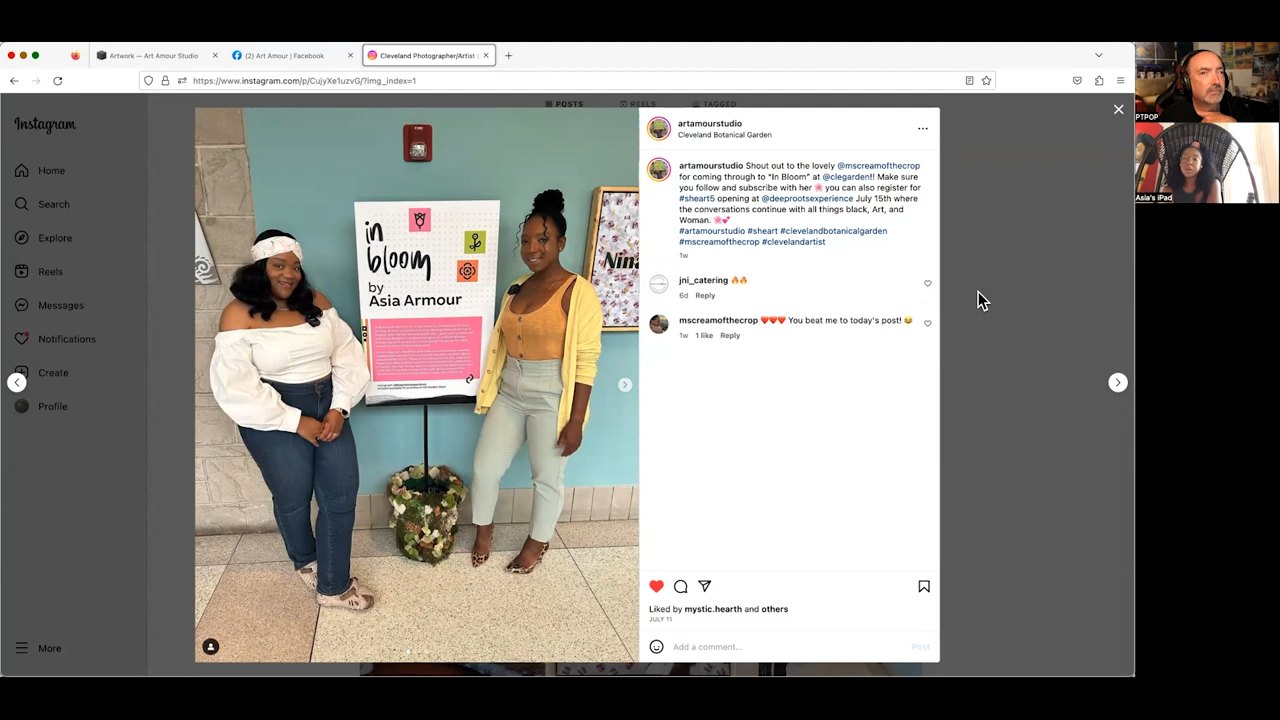 Artwork — Art Amour Studio
(2) Art Amour | Facebook
Cleveland Photographer/Artist
https://www.instagram.com/p/CujyXe1uzvG/?img_index=1
Instagram
Home
Search
Explore
Reels
Messages
Notifications
Create
Profile
More
POSTS
REELS
TAGGED
FIRE
in
bloom
by
Asia Armour
Nina
artamourstudio
Cleveland Botanical Garden
artamourstudio Shout out to the lovely @mscreamofthecrop
for coming through to "In Bloom" at @clegarden!! Make sure
you follow and subscribe with her 🌸 you can also register for
#sheart5 opening at @deeprootsexperience July 15th where
the conversations continue with all things black, Art, and
Woman. 🌸💕
#artamourstudio #sheart #clevelandbotanicalgarden
#mscreamofthecrop #clevelandartist
1w
jni_catering 🔥🔥
6d Reply
mscreamofthecrop ❤️❤️❤️ You beat me to today's post! 😂
1w 1 like Reply
Liked by mystic.hearth and others
JULY 11
Add a comment...
Post
PTPOP
Asia's iPad